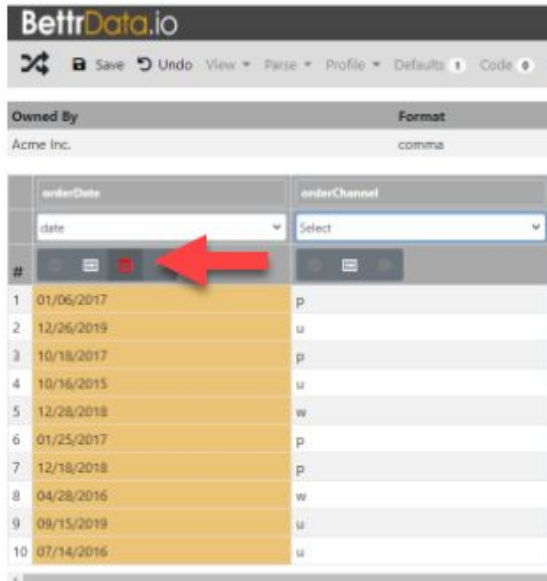 BettrData.io
Save Undo View Parse Profile Defaults 1 Code 0
Owned By Format
Acme Inc. comma
orderDate orderChannel
date Select
#
1 01/06/2017 p
2 12/26/2019 u
3 10/18/2017 p
4 10/16/2015 u
5 12/28/2018 w
6 01/25/2017 p
7 12/18/2018 p
8 04/28/2016 w
9 09/15/2019 u
10 07/14/2016 u